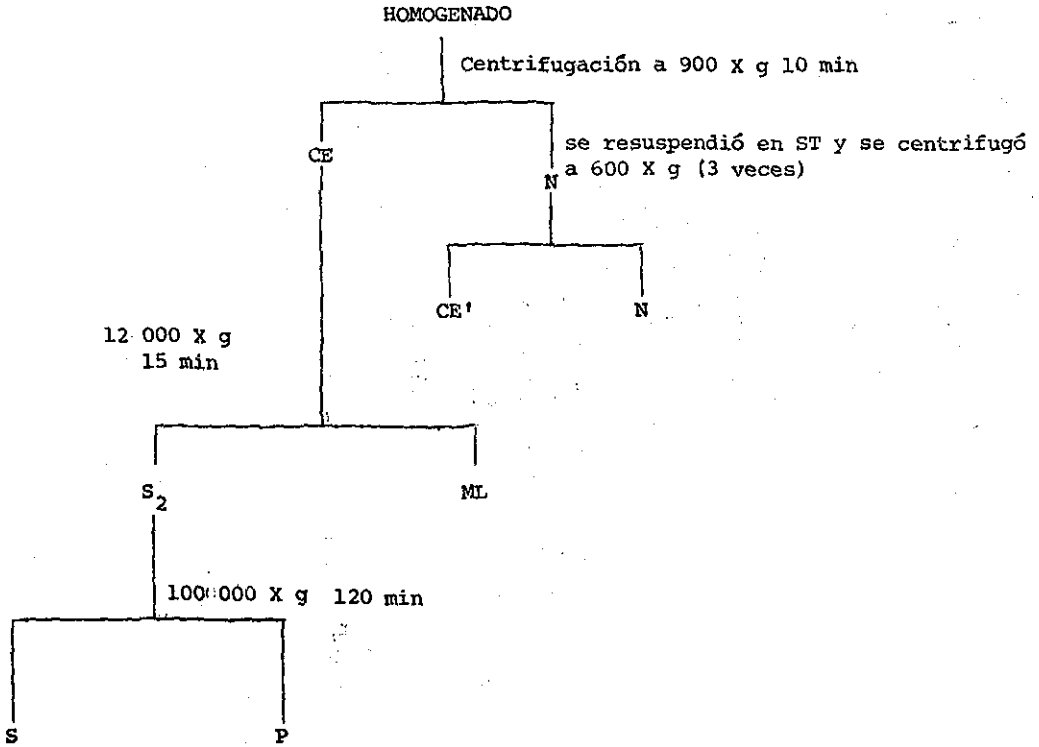 HOMOGENADO
Centrifugación a 900 X g 10 min
CE
se resuspendió en ST y se centrifugó
a 600 X g (3 veces)
N
CE'
N
12 000 X g
15 min
S2
ML
100 000 X g 120 min
S
P